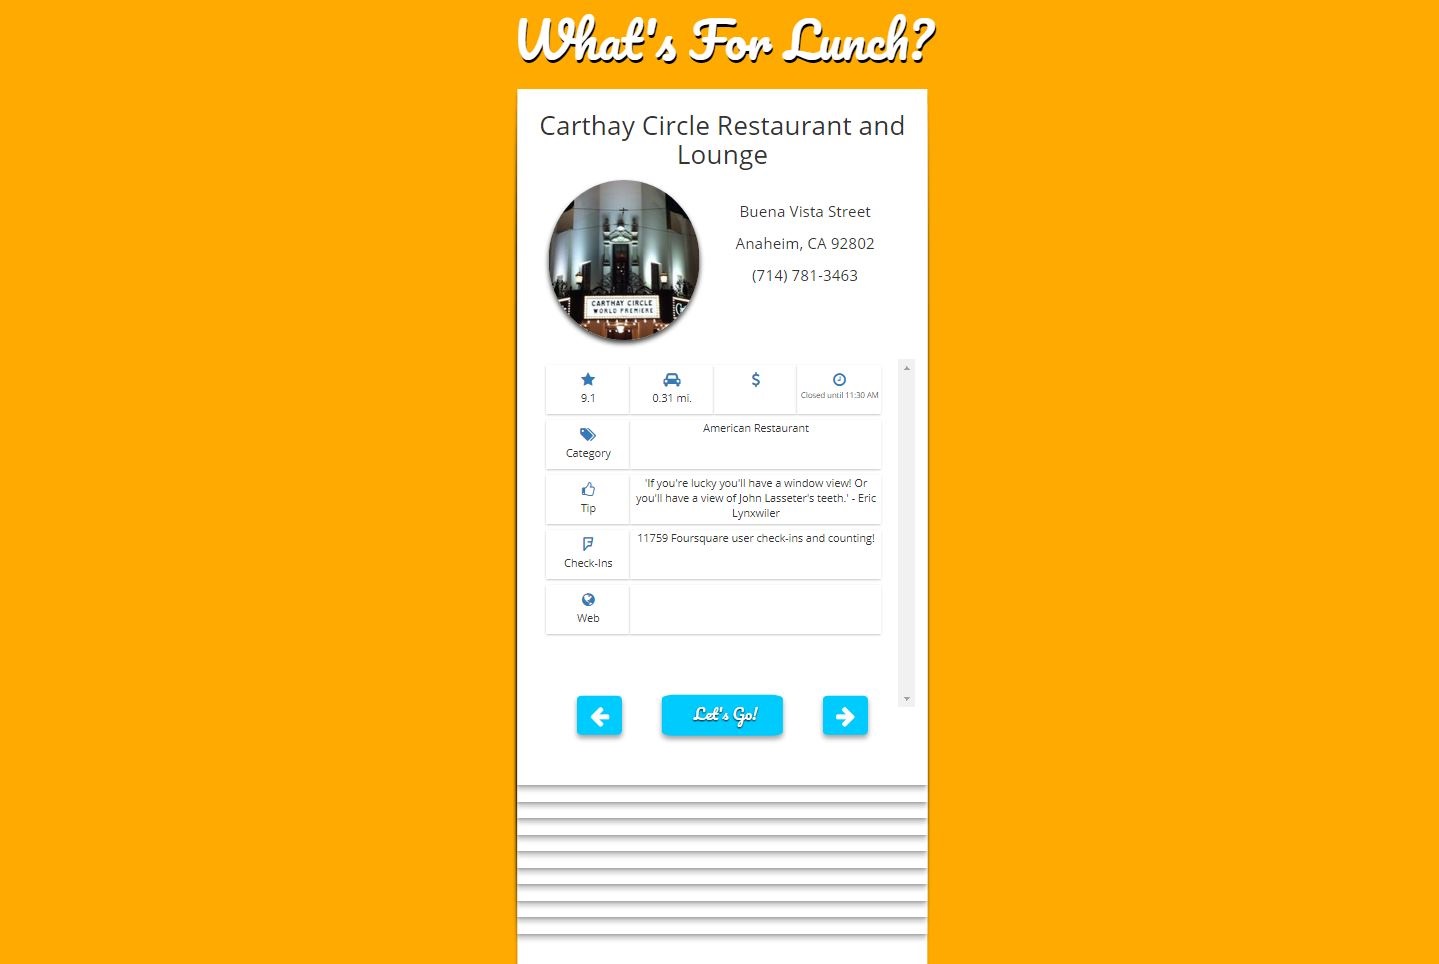 What's For Lunch?
Carthay Circle Restaurant and
Lounge
CARTHAY CIRCLE
WORLD PREMIERE
Buena Vista Street
Anaheim, CA 92802
(714) 781-3463
9.1
0.31 mi.
$
Closed until 11:30 AM
Category
American Restaurant
Tip
'If you're lucky you'll have a window view! Or
you'll have a view of John Lasseter's teeth.' - Eric
Lynxwiler
Check-Ins
11759 Foursquare user check-ins and counting!
Web
Let's Go!